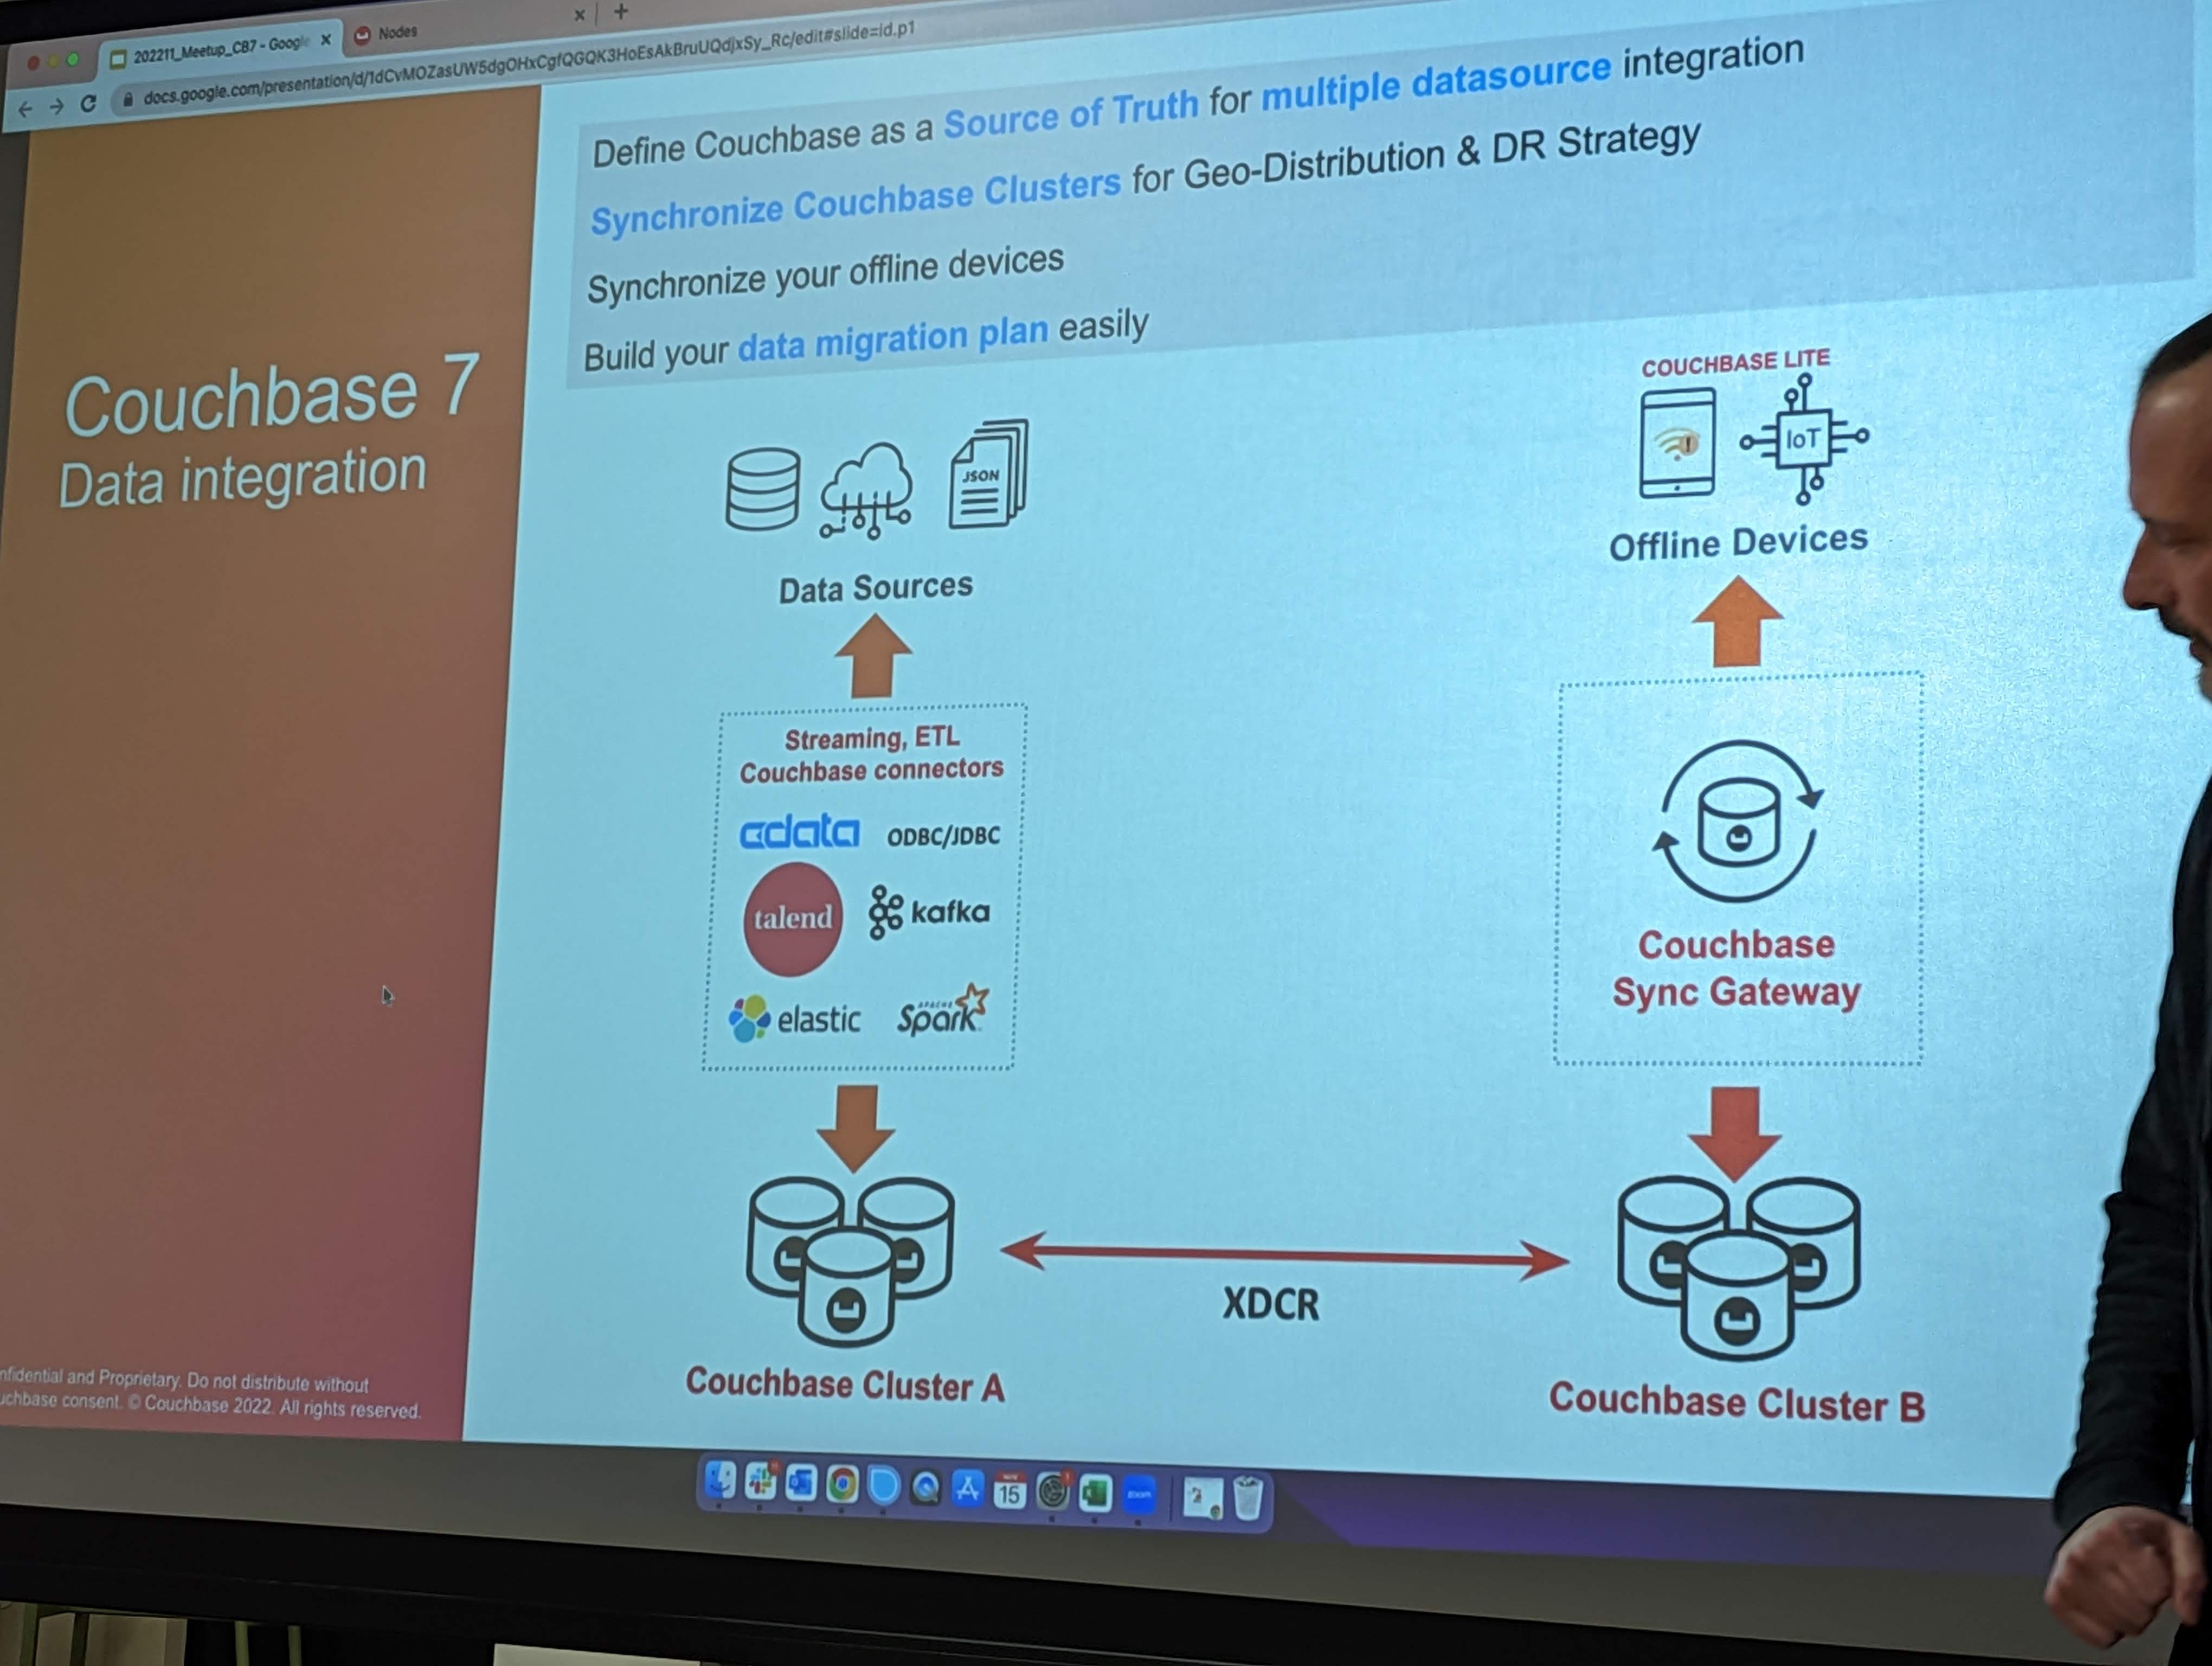 202211_Meetup_CB7 - Google
Nodes
docs.google.com/presentation/d/1dCvMOZasUW5dgOHxCgfQGQK3HoEsAkBruUQdjxSy_Rc/edit#slide=id.p1
Define Couchbase as a Source of Truth for multiple datasource integration
Synchronize Couchbase Clusters for Geo-Distribution & DR Strategy
Synchronize your offline devices
Build your data migration plan easily
Couchbase 7
Data integration
COUCHBASE LITE
JSON
IoT
Data Sources
Offline Devices
Streaming, ETL
Couchbase connectors
cdata ODBC/JDBC
talend kafka
elastic APACHE Spark
Couchbase
Sync Gateway
XDCR
Couchbase Cluster A
Couchbase Cluster B
nfidential and Proprietary. Do not distribute without
uchbase consent. © Couchbase 2022. All rights reserved.
15
zoom